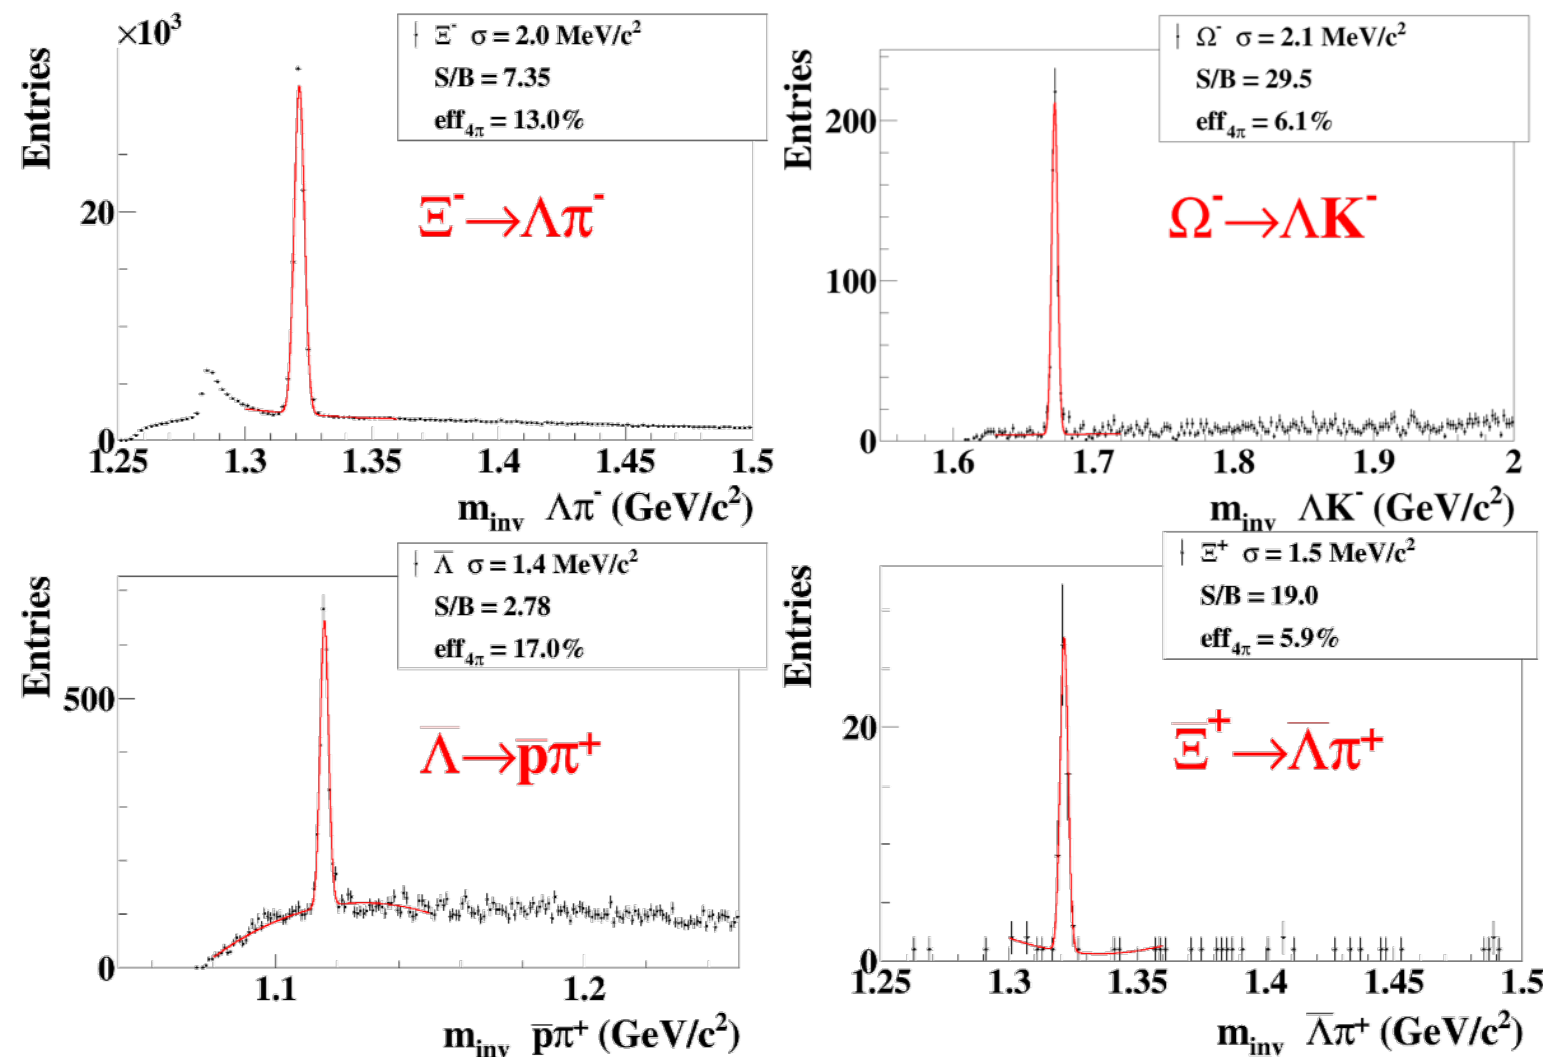 ×10³
Entries
Ξ⁻ σ = 2.0 MeV/c²
S/B = 7.35
eff₄π = 13.0%
Ξ⁻→Λπ⁻
20
0
1.25 1.3 1.35 1.4 1.45 1.5
m_inv Λπ⁻ (GeV/c²)
Entries
Ω⁻ σ = 2.1 MeV/c²
S/B = 29.5
eff₄π = 6.1%
Ω⁻→ΛK⁻
200
100
0
1.6 1.7 1.8 1.9 2
m_inv ΛK⁻ (GeV/c²)
Entries
Λ̅ σ = 1.4 MeV/c²
S/B = 2.78
eff₄π = 17.0%
Λ̅→p̅π⁺
500
0
1.1 1.2
m_inv p̅π⁺ (GeV/c²)
Entries
Ξ⁺ σ = 1.5 MeV/c²
S/B = 19.0
eff₄π = 5.9%
Ξ̅⁺→Λ̅π⁺
20
0
1.25 1.3 1.35 1.4 1.45 1.5
m_inv Λ̅π⁺ (GeV/c²)